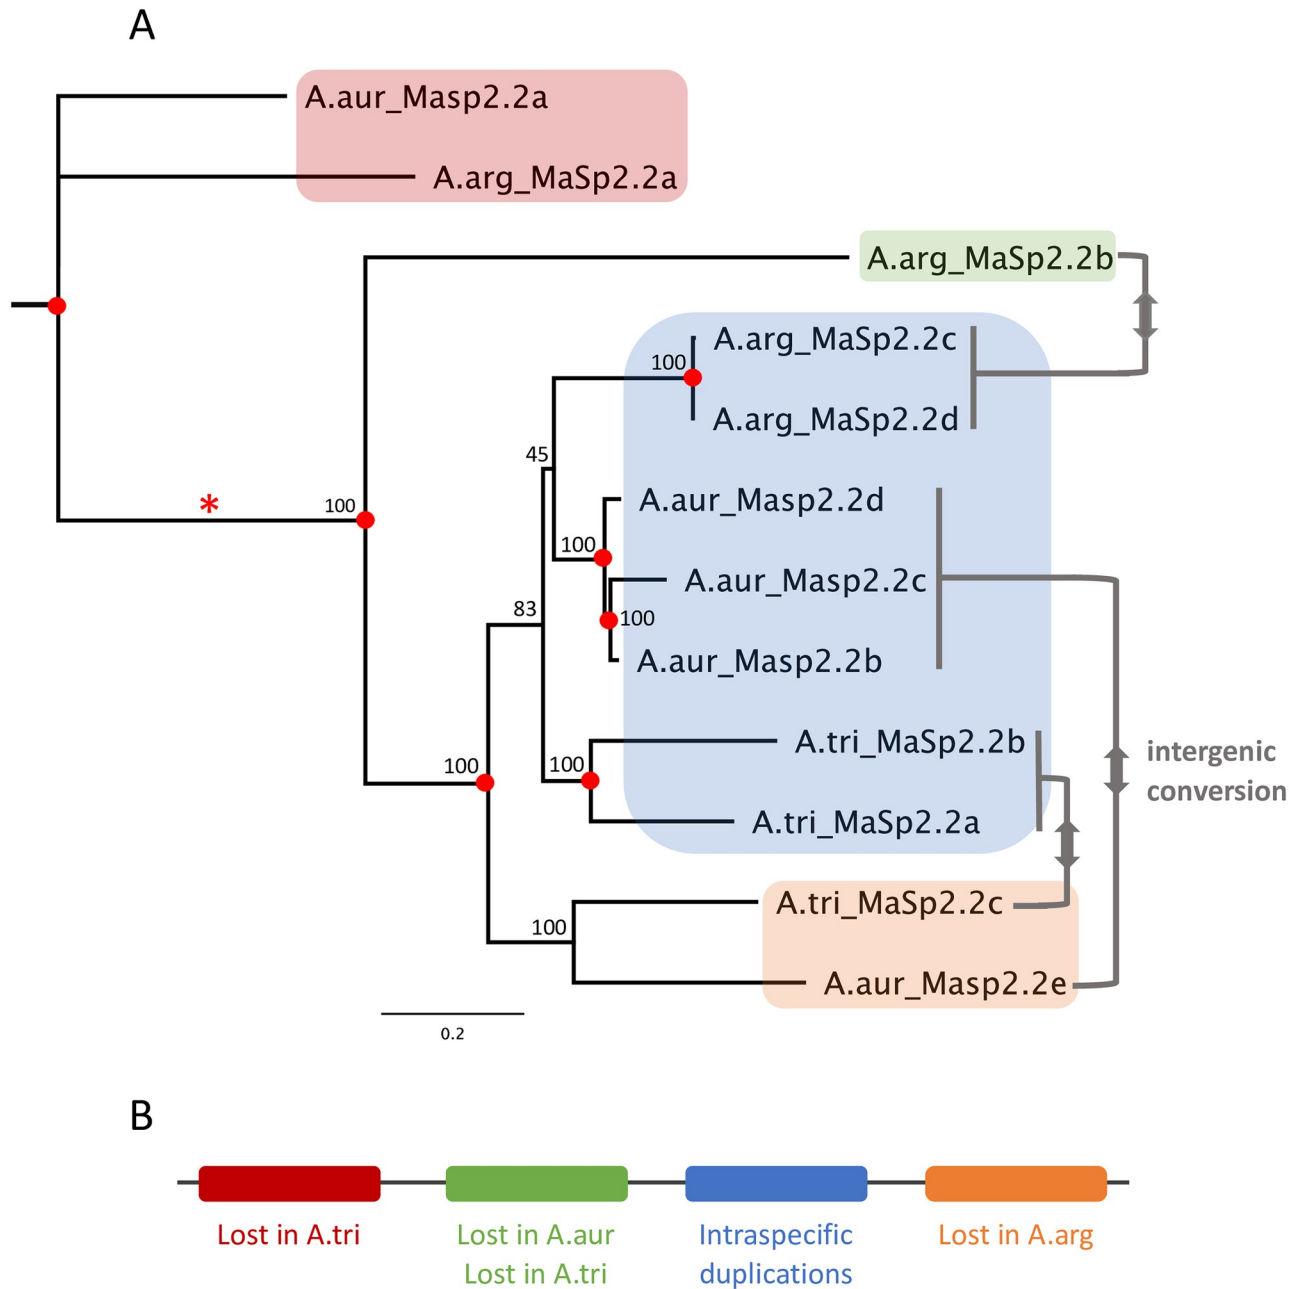 A
A.aur_Masp2.2a
A.arg_MaSp2.2a
A.arg_MaSp2.2b
A.arg_MaSp2.2c
100
A.arg_MaSp2.2d
45
A.aur_Masp2.2d
*
100
100
A.aur_Masp2.2c
83
100
A.aur_Masp2.2b
A.tri_MaSp2.2b
100
100
intergenic
conversion
A.tri_MaSp2.2a
A.tri_MaSp2.2c
100
A.aur_Masp2.2e
0.2
B
Lost in A.tri
Lost in A.aur
Lost in A.tri
Intraspecific
duplications
Lost in A.arg